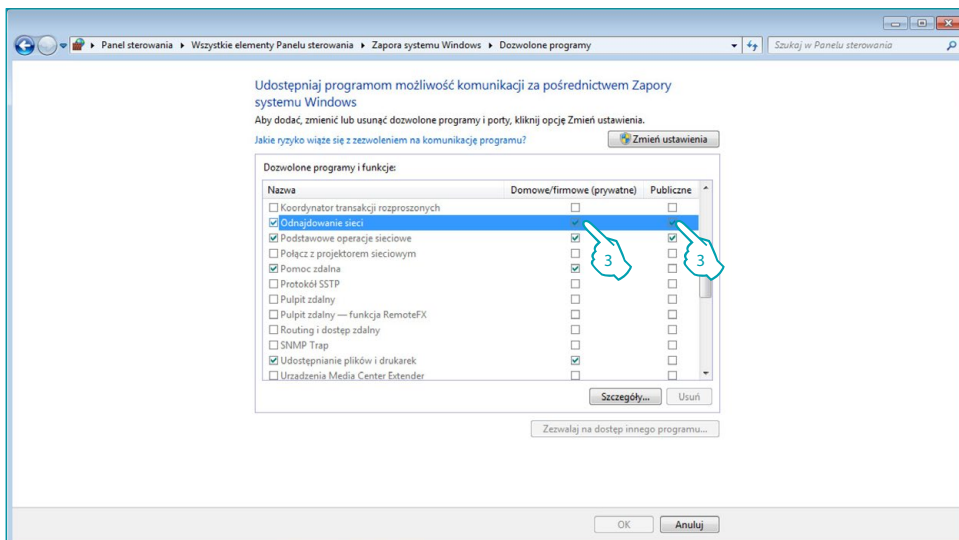 Panel sterowania ▸ Wszystkie elementy Panelu sterowania ▸ Zapora systemu Windows ▸ Dozwolone programy
Szukaj w Panelu sterowania
Udostępniaj programom możliwość komunikacji za pośrednictwem Zapory
systemu Windows
Aby dodać, zmienić lub usunąć dozwolone programy i porty, kliknij opcję Zmień ustawienia.
Jakie ryzyko wiąże się z zezwoleniem na komunikację programu?
Zmień ustawienia
Dozwolone programy i funkcje:
Nazwa Domowe/firmowe (prywatne) Publiczne
Koordynator transakcji rozproszonych
Odnajdowanie sieci
Podstawowe operacje sieciowe
Połącz z projektorem sieciowym
3 3
Pomoc zdalna
Protokół SSTP
Pulpit zdalny
Pulpit zdalny — funkcja RemoteFX
Routing i dostęp zdalny
SNMP Trap
Udostępnianie plików i drukarek
Urządzenia Media Center Extender
Szczegóły... Usuń
Zezwalaj na dostęp innego programu...
OK Anuluj